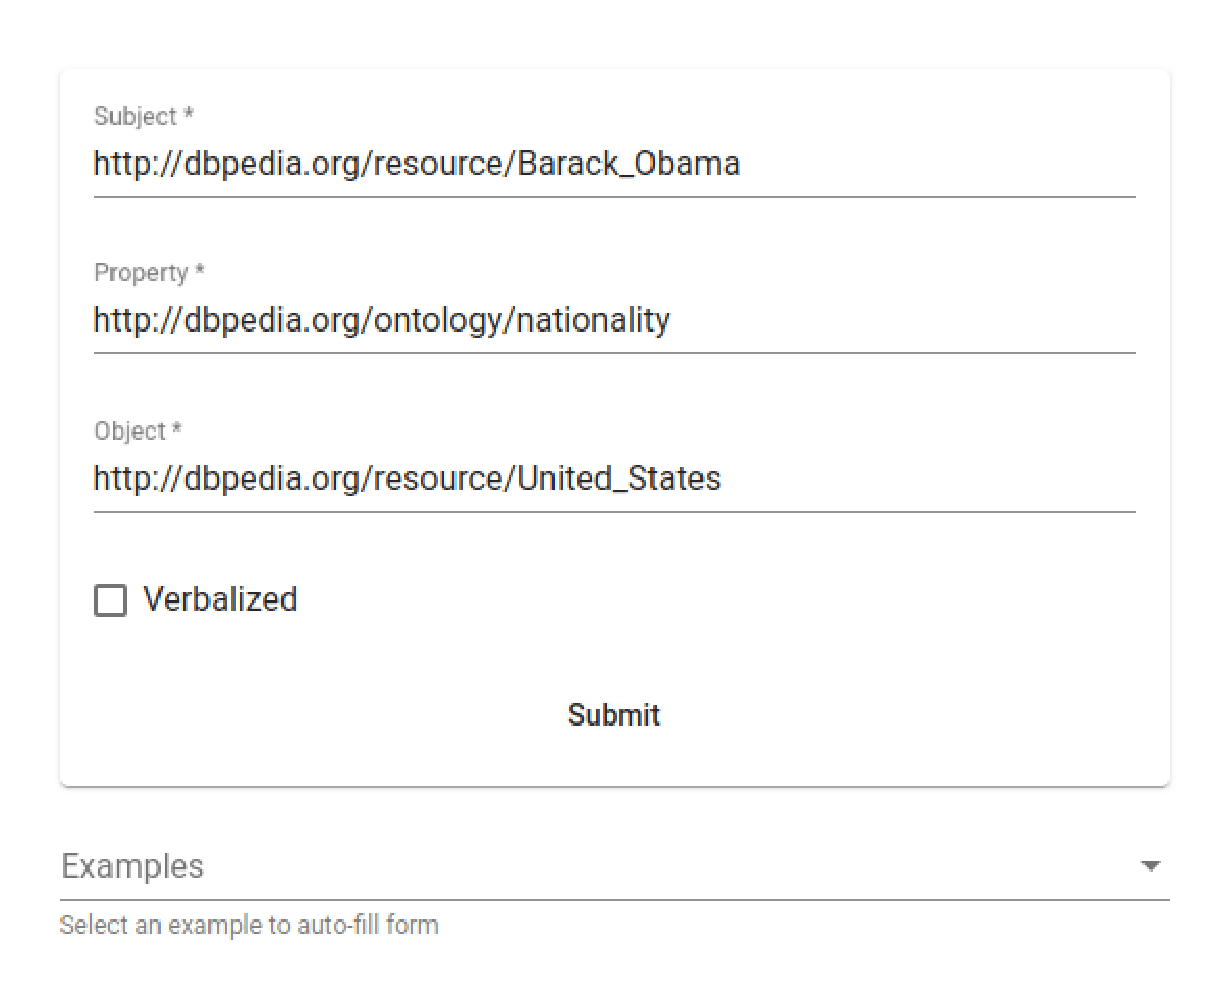 Subject *
http://dbpedia.org/resource/Barack_Obama
Property *
http://dbpedia.org/ontology/nationality
Object *
http://dbpedia.org/resource/United_States
Verbalized
Submit
Examples
Select an example to auto-fill form